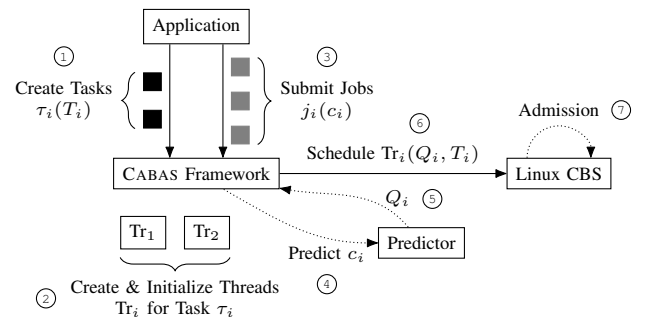 Application
①
③
Create Tasks
τᵢ(Tᵢ)
Submit Jobs
jᵢ(cᵢ)
Admission ⑦
⑥
Schedule Trᵢ(Qᵢ, Tᵢ)
CABAS Framework
Linux CBS
Qᵢ ⑤
Tr₁ Tr₂
Predictor
Predict cᵢ
④
② Create & Initialize Threads
Trᵢ for Task τᵢ